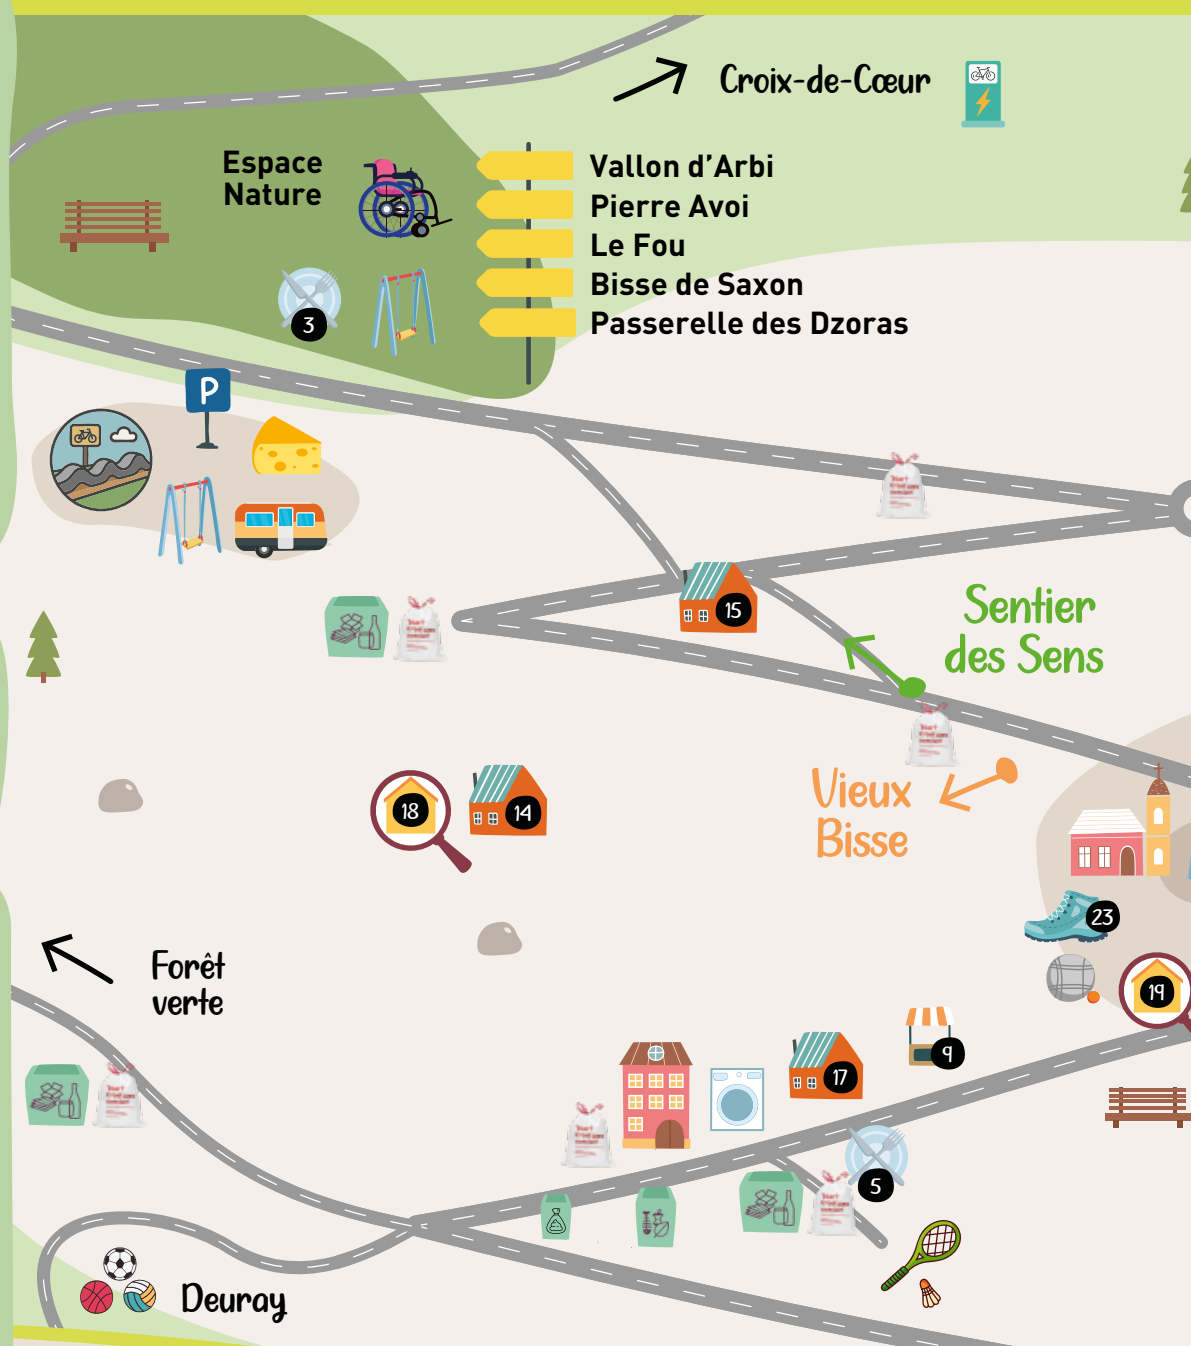 Croix-de-Cœur
Espace
Nature
Vallon d’Arbi
Pierre Avoi
Le Fou
Bisse de Saxon
Passerelle des Dzoras
3
P
15
Sentier
des Sens
18
14
Vieux
Bisse
23
Forêt
verte
19
9
17
5
Deuray